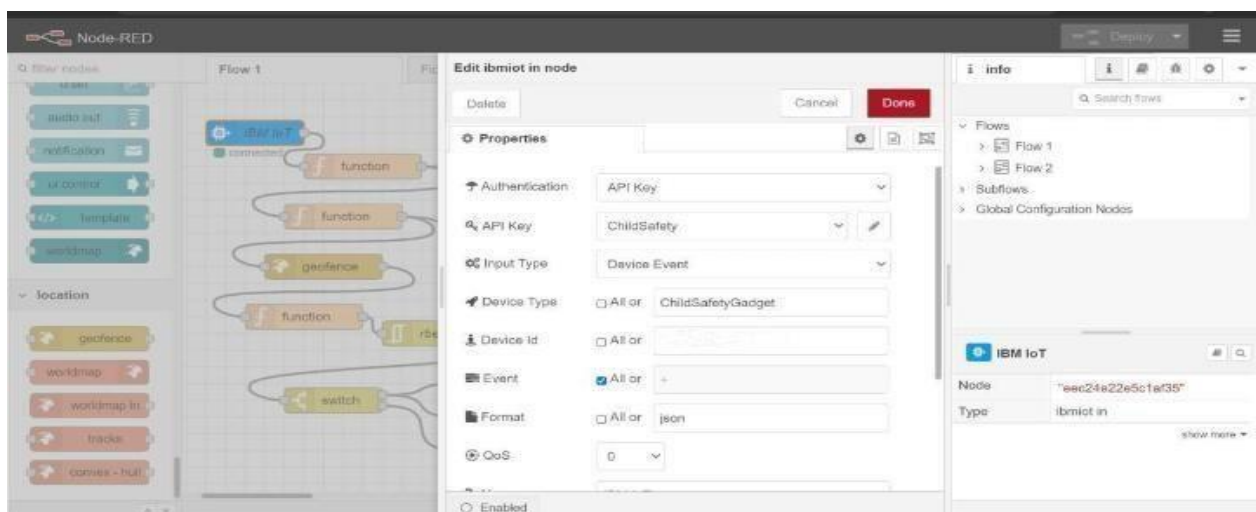 Node-RED
Deploy
filter nodes
Flow 1
audio out
notification
ui control
template
worldmap
location
geofence
worldmap
worldmap in
tracks
convex - hull
IBM IoT
connected
function
function
geofence
function
rbe
switch
Edit ibmiot in node
Delete
Cancel
Done
Properties
Authentication
API Key
API Key
ChildSafety
Input Type
Device Event
Device Type
All or
ChildSafetyGadget
Device Id
All or
Event
All or
+
Format
All or
json
QoS
0
Enabled
i info
i
Search flows
Flows
Flow 1
Flow 2
Subflows
Global Configuration Nodes
IBM IoT
Node
"eec24e22e5c1ef35"
Type
ibmiot in
show more